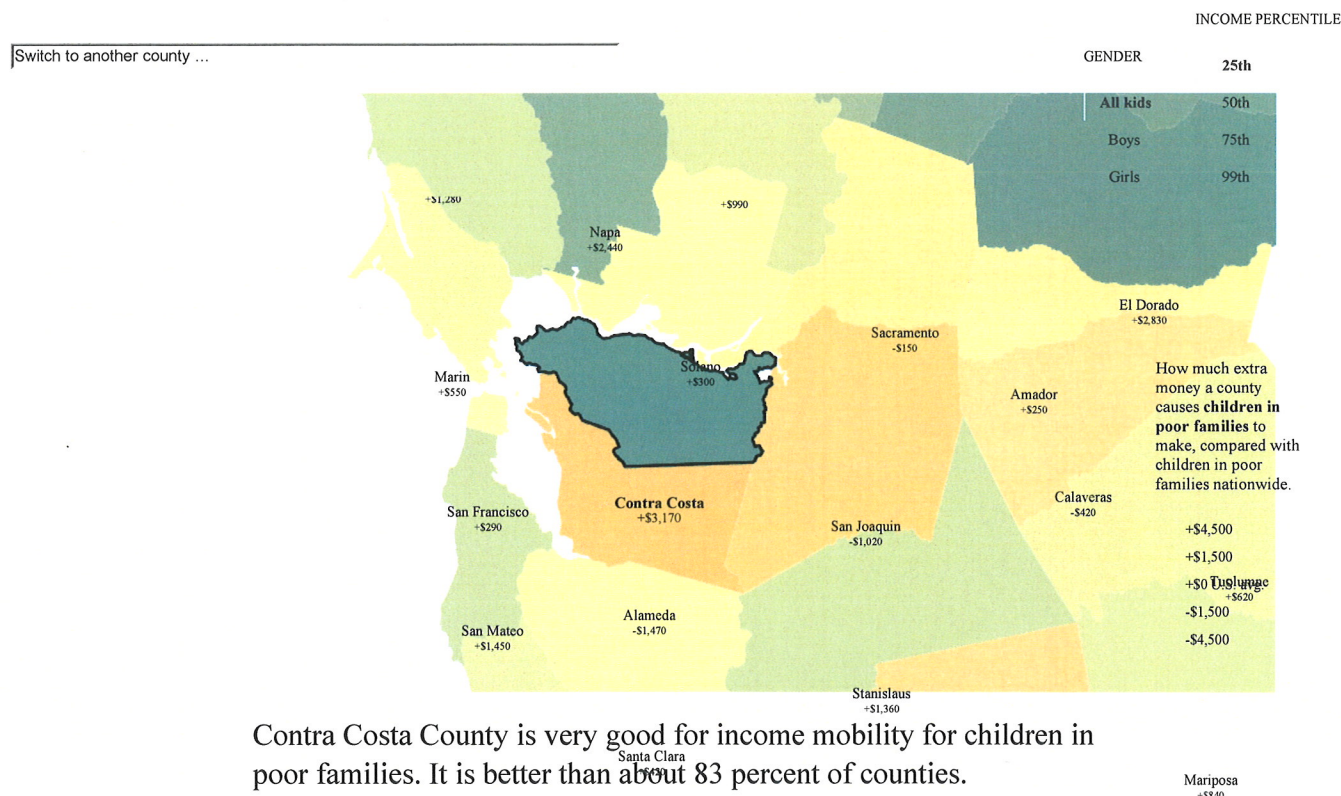 INCOME PERCENTILE
Switch to another county ...
GENDER
25th
All kids
50th
Boys
75th
Girls
99th
+$1,280
+$990
Napa
+$2,440
El Dorado
+$2,830
Sacramento
-$150
Solano
+$300
Marin
+$550
Amador
+$250
How much extra
money a county
causes children in
poor families to
make, compared with
children in poor
families nationwide.
Contra Costa
+$3,170
San Francisco
+$290
Calaveras
-$420
San Joaquin
-$1,020
+$4,500
+$1,500
+$0 U.S. avg.
Tuolumne
+$620
-$1,500
-$4,500
Alameda
-$1,470
San Mateo
+$1,450
Stanislaus
+$1,360
Contra Costa County is very good for income mobility for children in
Santa Clara
poor families. It is better than about 83 percent of counties.
Mariposa
+$840